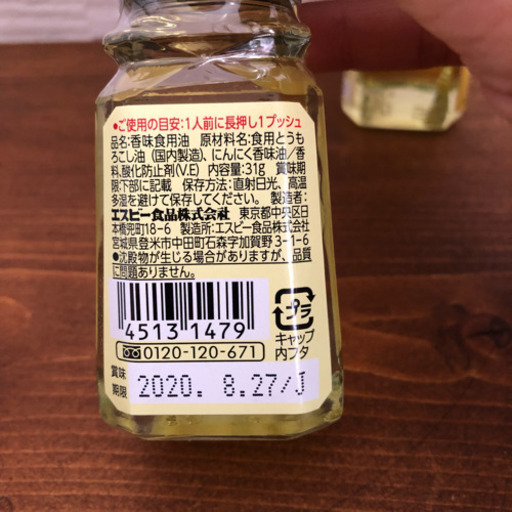 ●ご使用の目安:1人前に長押し1プッシュ
品名:香味食用油 原材料名:食用とうも
ろこし油(国内製造)、にんにく香味油/香
料、酸化防止剤(V.E) 内容量:31g 賞味期
限:下部に記載 保存方法:直射日光、高温
多湿を避けて保存してください。製造者:
エスビー食品株式会社 東京都中央区日
本橋兜町18-6 製造所:エスビー食品株式会社
宮城県登米市中田町石森字加賀野3-1-6
●沈殿物が生じる場合がありますが、品質
に問題ありません。
4513 1479
0120-120-671
プラ
キャップ
内フタ
賞味
期限
2020. 8.27/J